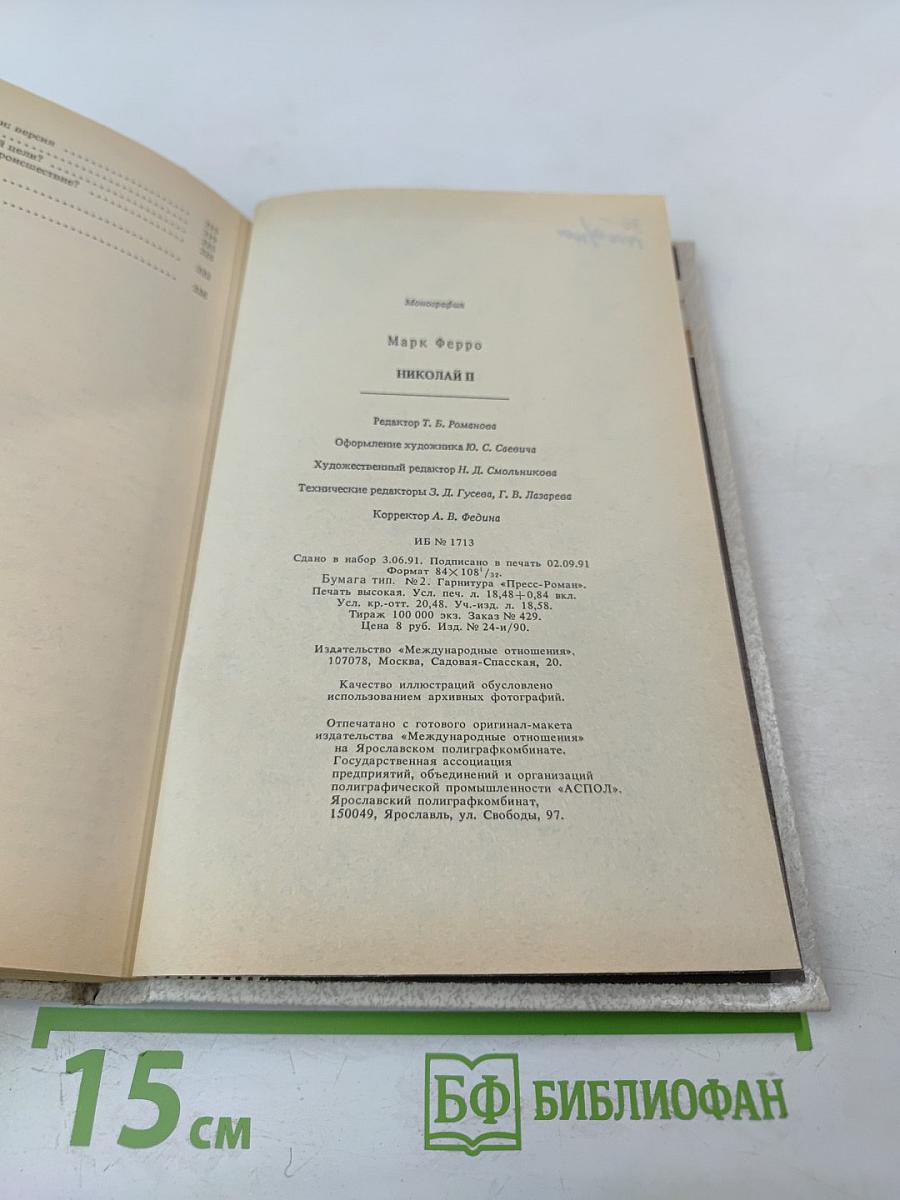 и: версия
й цели?
роисшествие?
Монография
Марк Ферро
НИКОЛАЙ II
Редактор Т. Б. Романова
Оформление художника Ю. С. Саевича
Художественный редактор Н. Д. Смольникова
Технические редакторы З. Д. Гусева, Г. В. Лазарева
Корректор А. В. Федина
ИБ № 1713
Сдано в набор 3.06.91. Подписано в печать 02.09.91
Формат 84×108¹/₃₂.
Бумага тип. №2. Гарнитура «Пресс-Роман».
Печать высокая. Усл. печ. л. 18,48+0,84 вкл.
Усл. кр.-отт. 20,48. Уч.-изд. л. 18,58.
Тираж 100 000 экз. Заказ № 429.
Цена 8 руб. Изд. № 24-и/90.
Издательство «Международные отношения».
107078, Москва, Садовая-Спасская, 20.
Качество иллюстраций обусловлено
использованием архивных фотографий.
Отпечатано с готового оригинал-макета
издательства «Международные отношения»
на Ярославском полиграфкомбинате.
Государственная ассоциация
предприятий, объединений и организаций
полиграфической промышленности «АСПОЛ».
Ярославский полиграфкомбинат,
150049, Ярославль, ул. Свободы, 97.
15 см
БФ БИБЛИОФАН